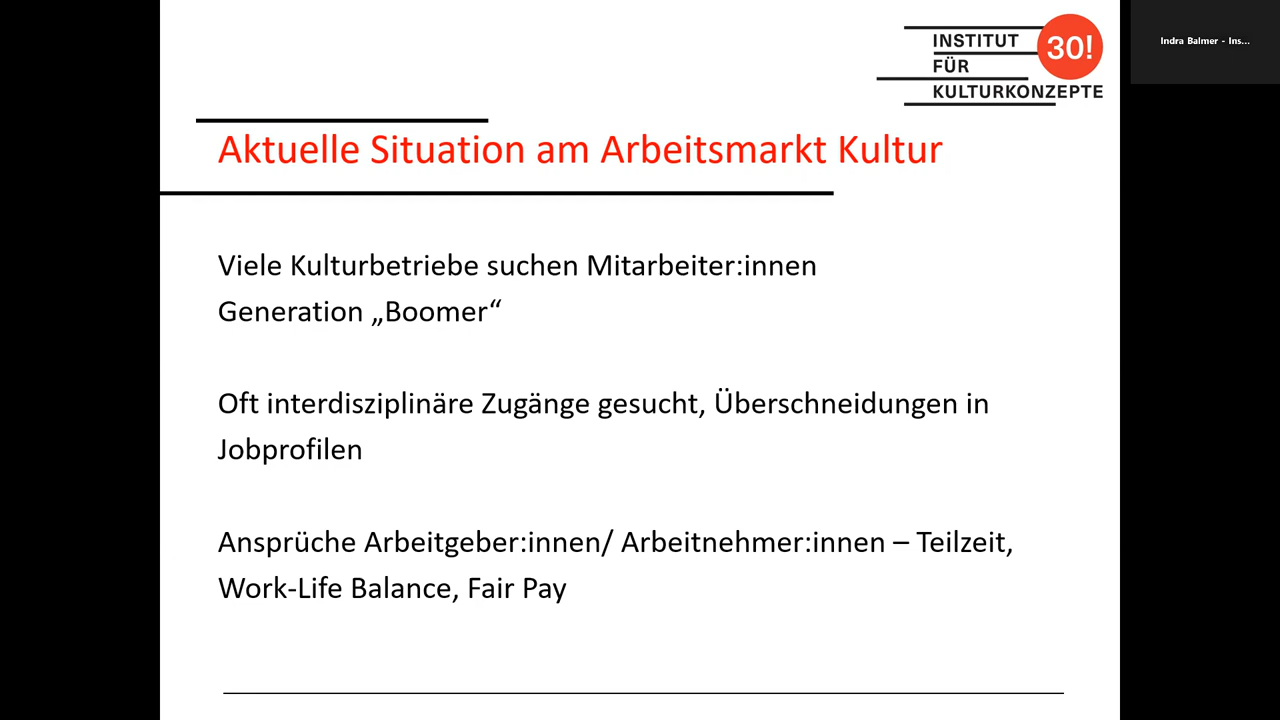 INSTITUT
FÜR
KULTURKONZEPTE
30!
Indra Balmer - Ins...
Aktuelle Situation am Arbeitsmarkt Kultur
Viele Kulturbetriebe suchen Mitarbeiter:innen
Generation „Boomer“
Oft interdisziplinäre Zugänge gesucht, Überschneidungen in
Jobprofilen
Ansprüche Arbeitgeber:innen/ Arbeitnehmer:innen – Teilzeit,
Work-Life Balance, Fair Pay